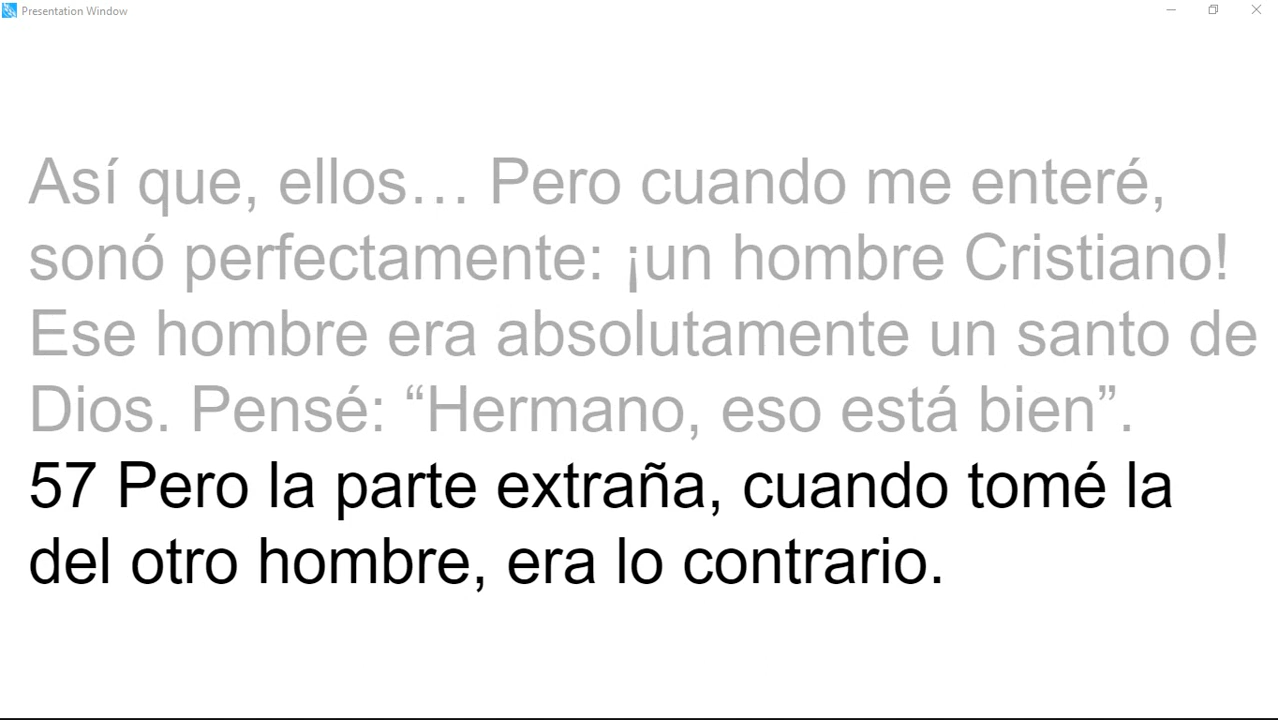 Presentation Window
Así que, ellos… Pero cuando me enteré,
sonó perfectamente: ¡un hombre Cristiano!
Ese hombre era absolutamente un santo de
Dios. Pensé: “Hermano, eso está bien”.
57 Pero la parte extraña, cuando tomé la
del otro hombre, era lo contrario.